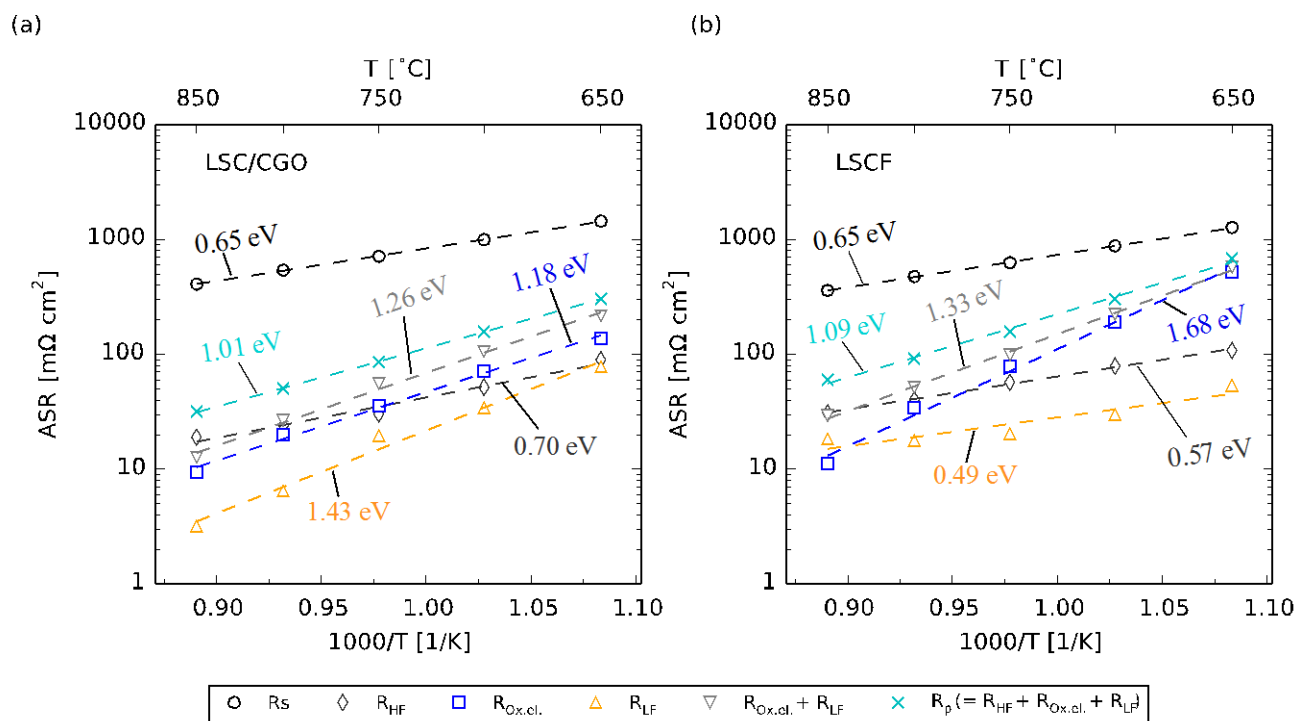 (a)
T [˚C]
850 750 650
10000
1000
100
10
1
ASR [mΩ cm²]
LSC/CGO
0.65 eV
1.18 eV
1.26 eV
1.01 eV
0.70 eV
1.43 eV
0.90 0.95 1.00 1.05 1.10
1000/T [1/K]
(b)
T [˚C]
850 750 650
10000
1000
100
10
1
ASR [mΩ cm²]
LSCF
0.65 eV
1.33 eV
1.09 eV
1.68 eV
0.57 eV
0.49 eV
0.90 0.95 1.00 1.05 1.10
1000/T [1/K]
Rs R_HF R_Ox.el. R_LF R_Ox.el. + R_LF R_p (= R_HF + R_Ox.el. + R_LF)